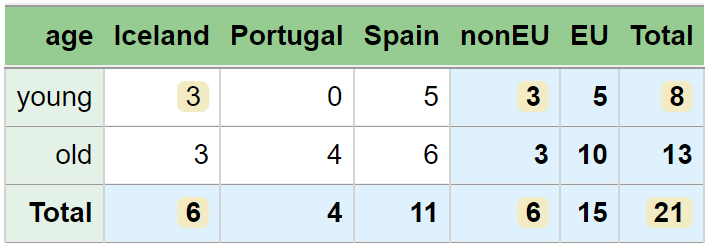 age Iceland Portugal Spain nonEU EU Total
young 3 0 5 3 5 8
old 3 4 6 3 10 13
Total 6 4 11 6 15 21